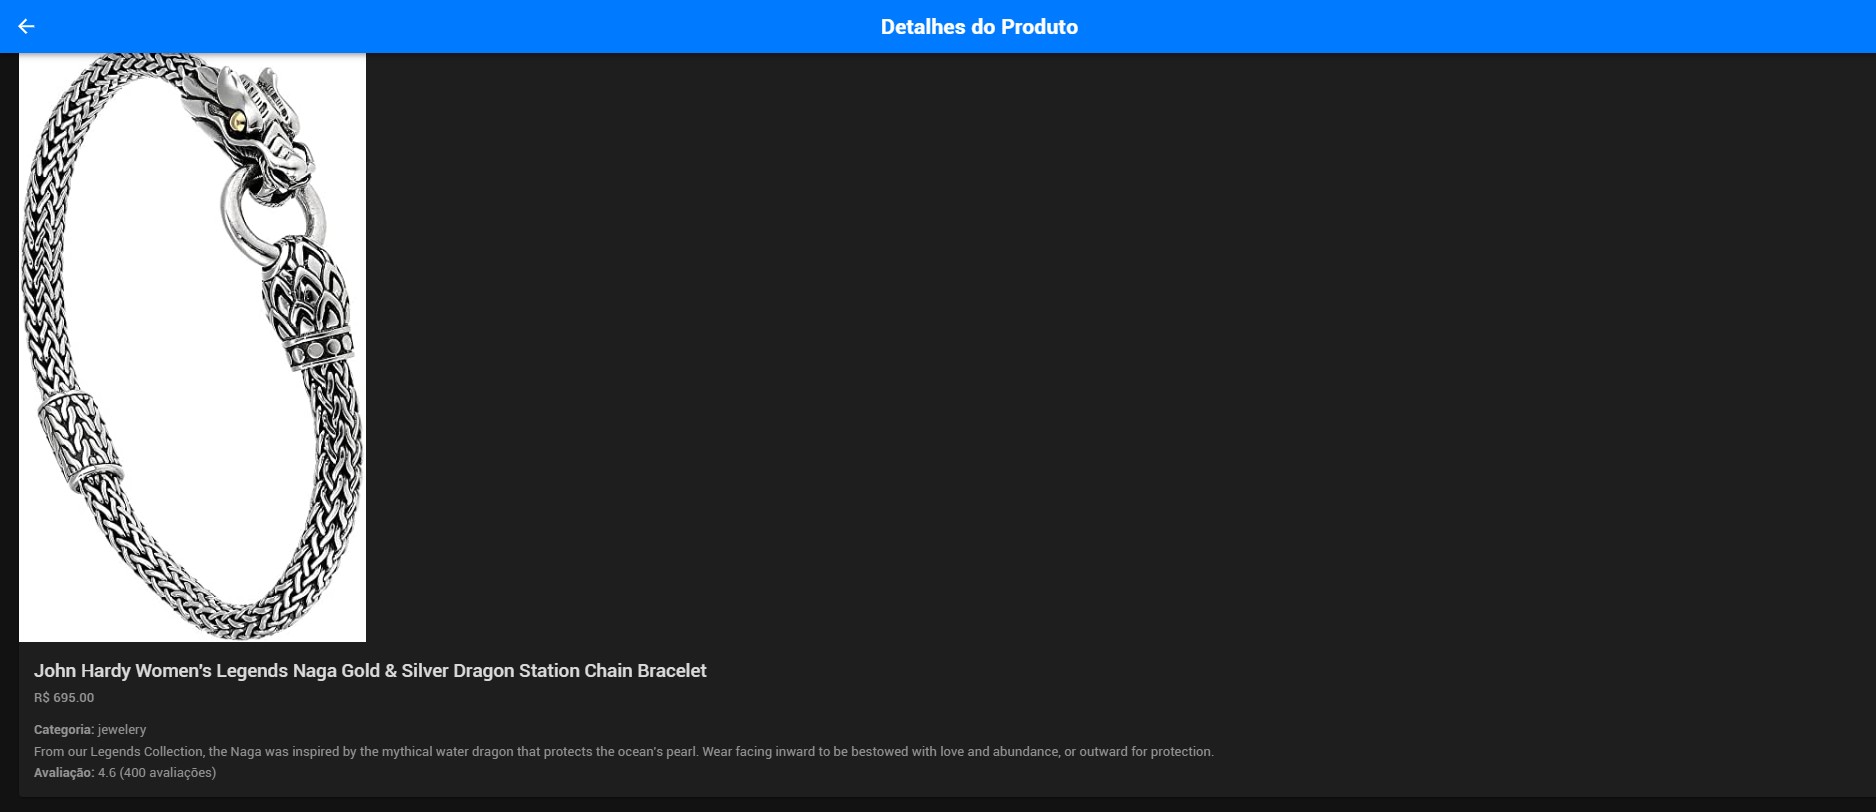 Detalhes do Produto
John Hardy Women's Legends Naga Gold & Silver Dragon Station Chain Bracelet
R$ 695.00
Categoria: jewelery
From our Legends Collection, the Naga was inspired by the mythical water dragon that protects the ocean's pearl. Wear facing inward to be bestowed with love and abundance, or outward for protection.
Avaliação: 4.6 (400 avaliações)